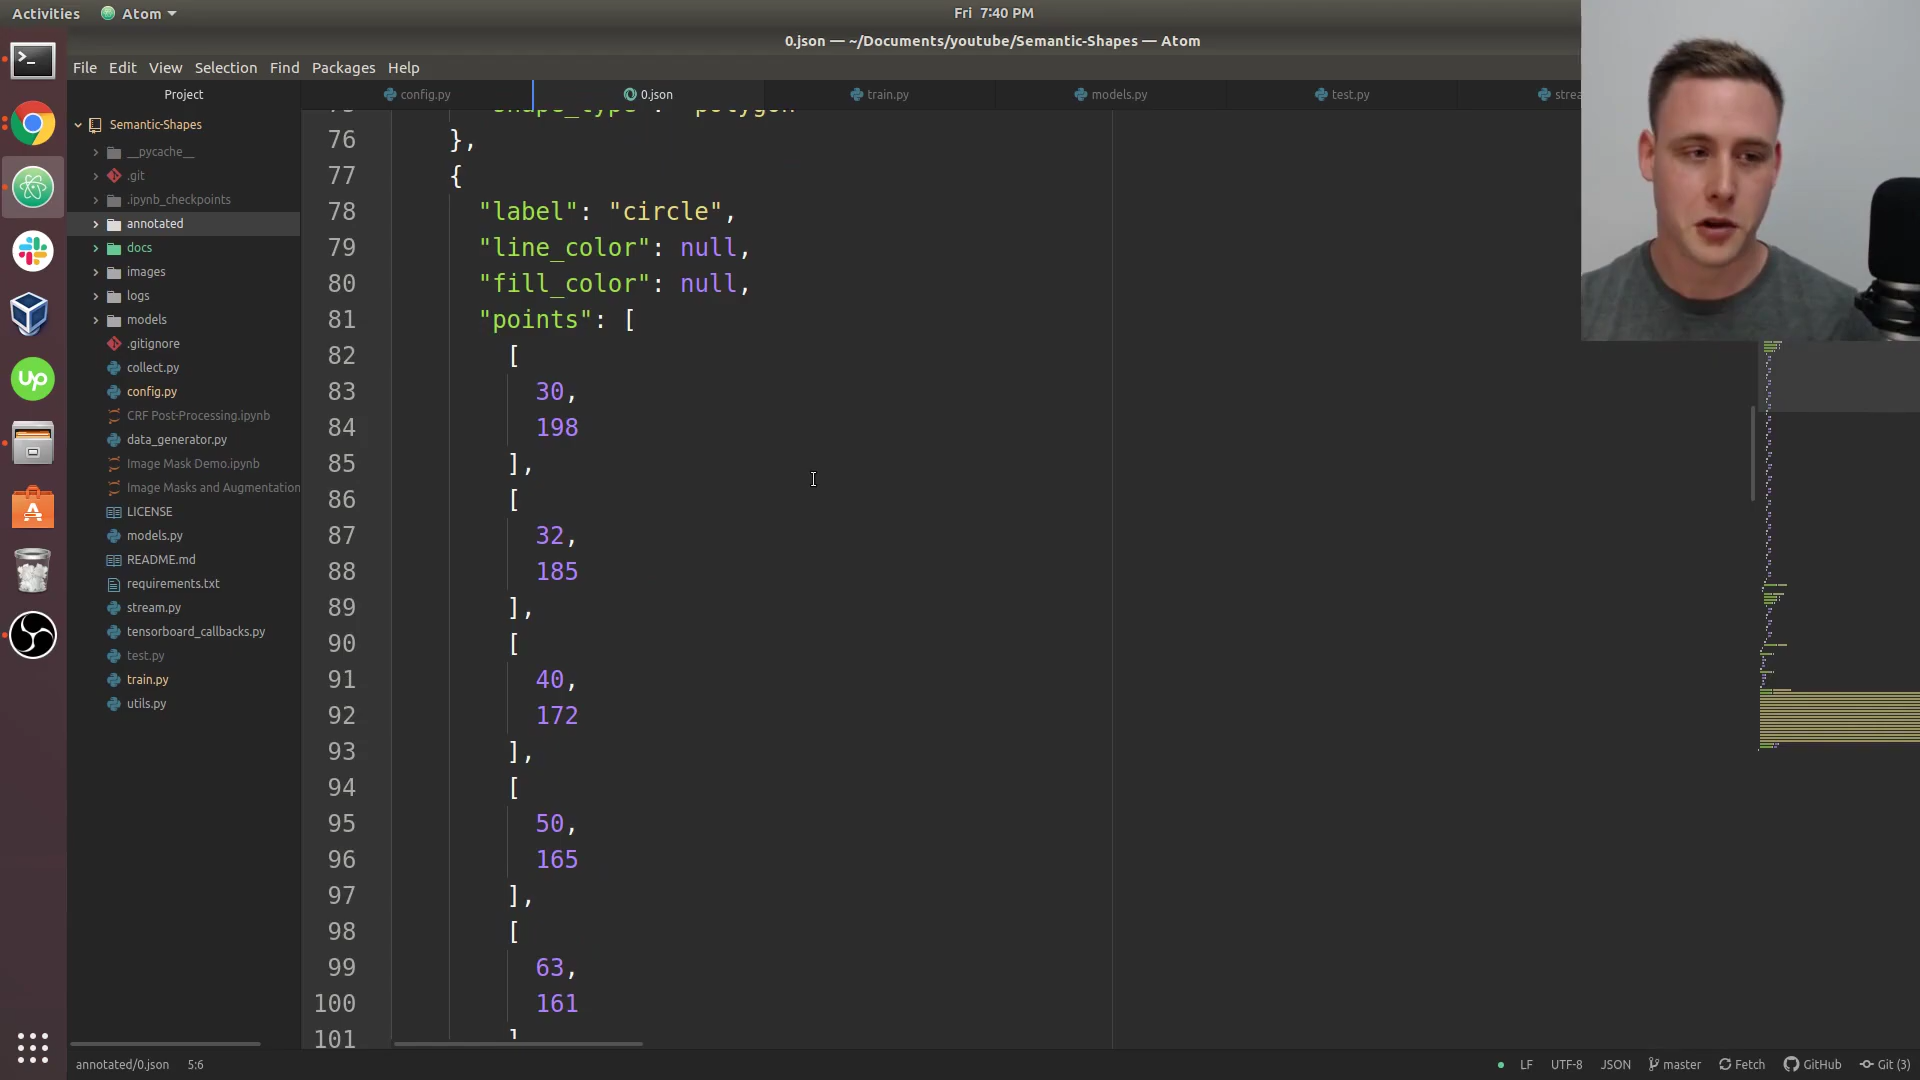 Activities
Atom
Fri 7:40 PM
0.json — ~/Documents/youtube/Semantic-Shapes — Atom
File Edit View Selection Find Packages Help
Project
Semantic-Shapes
__pycache__
.git
.ipynb_checkpoints
annotated
docs
images
logs
models
.gitignore
collect.py
config.py
CRF Post-Processing.ipynb
data_generator.py
Image Mask Demo.ipynb
Image Masks and Augmentation
LICENSE
models.py
README.md
requirements.txt
stream.py
tensorboard_callbacks.py
test.py
train.py
utils.py
config.py
0.json
train.py
models.py
test.py
strea
76 },
77 {
78 "label": "circle",
79 "line_color": null,
80 "fill_color": null,
81 "points": [
82 [
83 30,
84 198
85 ],
86 [
87 32,
88 185
89 ],
90 [
91 40,
92 172
93 ],
94 [
95 50,
96 165
97 ],
98 [
99 63,
100 161
101 ]
up
annotated/0.json 5:6
LF UTF-8 JSON master Fetch GitHub Git (3)